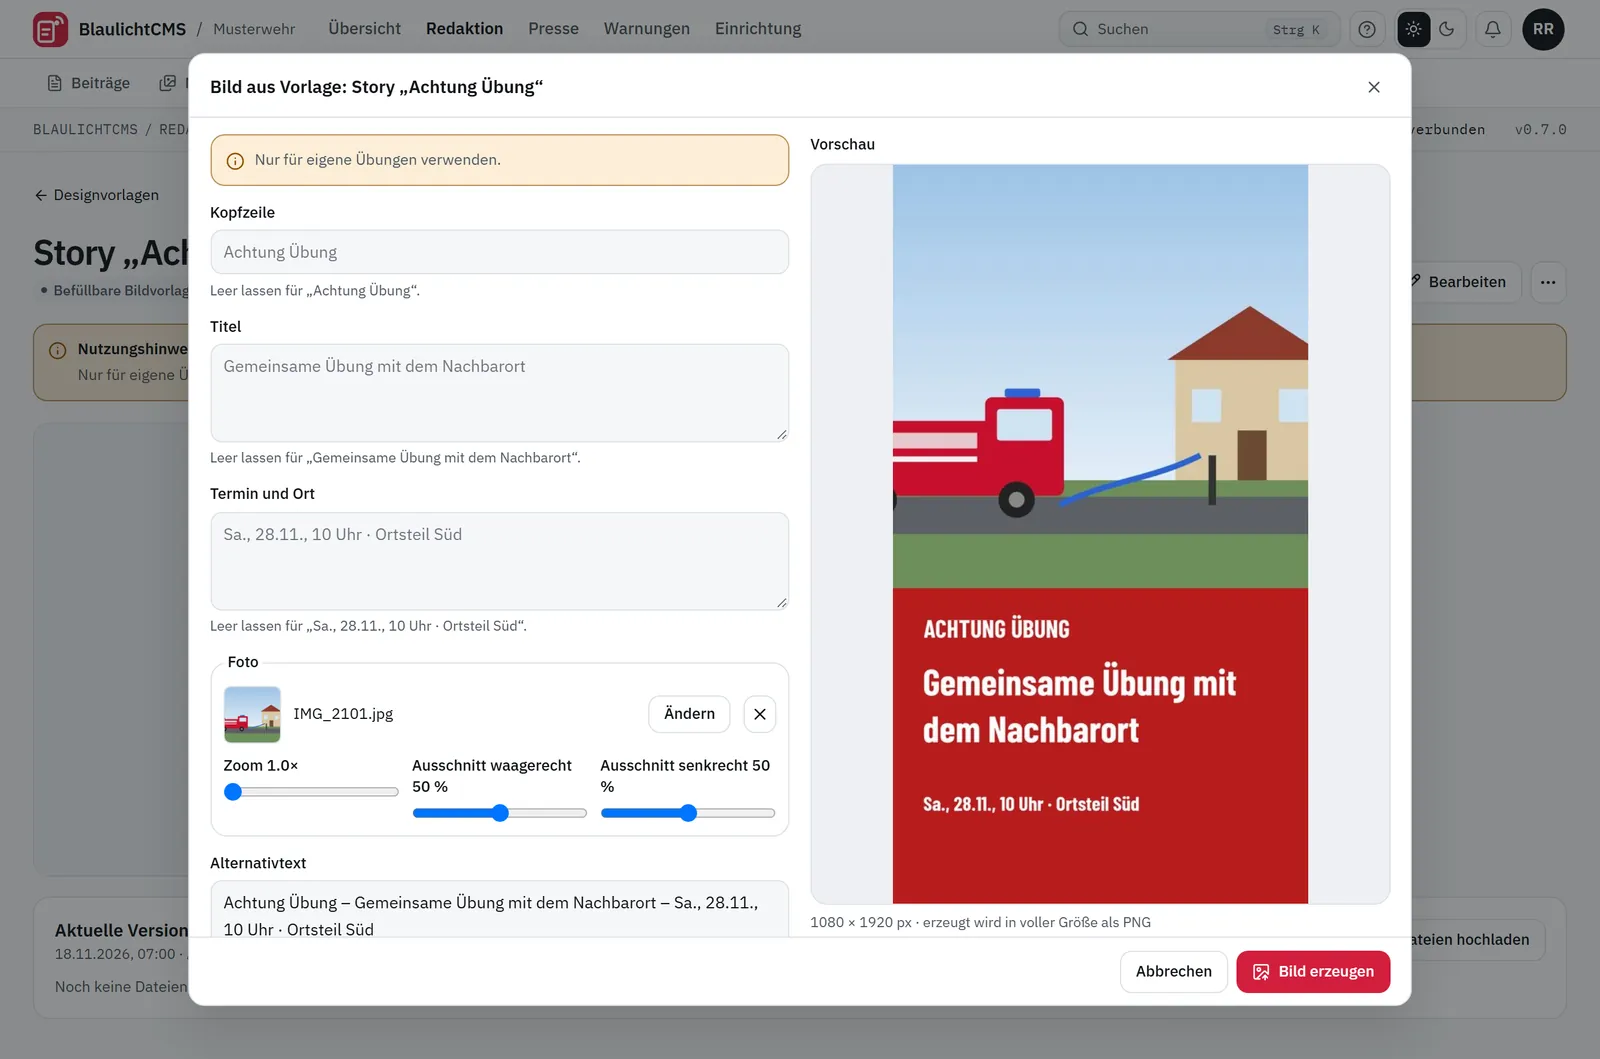 BlaulichtCMS / Musterwehr Übersicht Redaktion Presse Warnungen Einrichtung Suchen Strg K RR
Beiträge
BLAULICHTCMS / REDA
verbunden v0.7.0
Designvorlagen
Story „Ach
Befüllbare Bildvorlag
Bearbeiten
Nutzungshinwe
Nur für eigene Ü
Aktuelle Version
18.11.2026, 07:00 ·
Noch keine Dateien
ateien hochladen
Bild aus Vorlage: Story „Achtung Übung“
Nur für eigene Übungen verwenden.
Kopfzeile
Achtung Übung
Leer lassen für „Achtung Übung“.
Titel
Gemeinsame Übung mit dem Nachbarort
Leer lassen für „Gemeinsame Übung mit dem Nachbarort“.
Termin und Ort
Sa., 28.11., 10 Uhr · Ortsteil Süd
Leer lassen für „Sa., 28.11., 10 Uhr · Ortsteil Süd“.
Foto
IMG_2101.jpg
Ändern
Zoom 1.0×
Ausschnitt waagerecht
50 %
Ausschnitt senkrecht 50
%
Alternativtext
Achtung Übung – Gemeinsame Übung mit dem Nachbarort – Sa., 28.11.,
10 Uhr · Ortsteil Süd
Vorschau
ACHTUNG ÜBUNG
Gemeinsame Übung mit
dem Nachbarort
Sa., 28.11., 10 Uhr · Ortsteil Süd
1080 × 1920 px · erzeugt wird in voller Größe als PNG
Abbrechen
Bild erzeugen